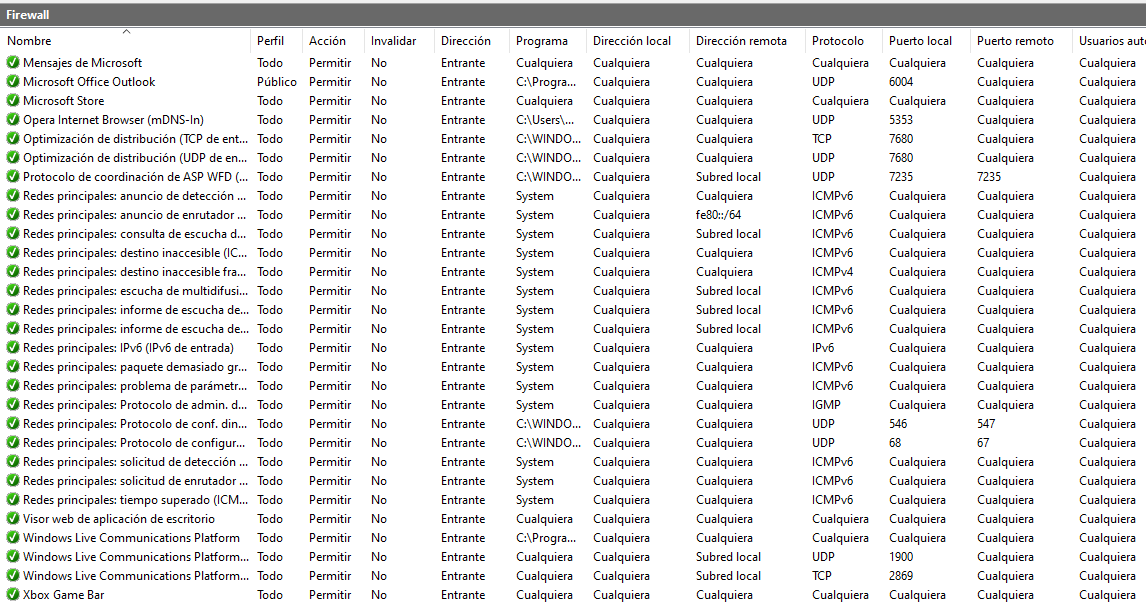 Firewall
Nombre Perfil Acción Invalidar Dirección Programa Dirección local Dirección remota Protocolo Puerto local Puerto remoto Usuarios auto
Mensajes de Microsoft Todo Permitir No Entrante Cualquiera Cualquiera Cualquiera Cualquiera Cualquiera Cualquiera Cualquiera
Microsoft Office Outlook Público Permitir No Entrante C:\Progra... Cualquiera Cualquiera UDP 6004 Cualquiera Cualquiera
Microsoft Store Todo Permitir No Entrante Cualquiera Cualquiera Cualquiera Cualquiera Cualquiera Cualquiera Cualquiera
Opera Internet Browser (mDNS-In) Todo Permitir No Entrante C:\Users\... Cualquiera Cualquiera UDP 5353 Cualquiera Cualquiera
Optimización de distribución (TCP de ent... Todo Permitir No Entrante C:\WINDO... Cualquiera Cualquiera TCP 7680 Cualquiera Cualquiera
Optimización de distribución (UDP de en... Todo Permitir No Entrante C:\WINDO... Cualquiera Cualquiera UDP 7680 Cualquiera Cualquiera
Protocolo de coordinación de ASP WFD (... Todo Permitir No Entrante C:\WINDO... Cualquiera Subred local UDP 7235 7235 Cualquiera
Redes principales: anuncio de detección ... Todo Permitir No Entrante System Cualquiera Cualquiera ICMPv6 Cualquiera Cualquiera Cualquiera
Redes principales: anuncio de enrutador ... Todo Permitir No Entrante System Cualquiera fe80::/64 ICMPv6 Cualquiera Cualquiera Cualquiera
Redes principales: consulta de escucha d... Todo Permitir No Entrante System Cualquiera Subred local ICMPv6 Cualquiera Cualquiera Cualquiera
Redes principales: destino inaccesible (IC... Todo Permitir No Entrante System Cualquiera Cualquiera ICMPv6 Cualquiera Cualquiera Cualquiera
Redes principales: destino inaccesible fra... Todo Permitir No Entrante System Cualquiera Cualquiera ICMPv4 Cualquiera Cualquiera Cualquiera
Redes principales: escucha de multidifusi... Todo Permitir No Entrante System Cualquiera Subred local ICMPv6 Cualquiera Cualquiera Cualquiera
Redes principales: informe de escucha de... Todo Permitir No Entrante System Cualquiera Subred local ICMPv6 Cualquiera Cualquiera Cualquiera
Redes principales: informe de escucha de... Todo Permitir No Entrante System Cualquiera Subred local ICMPv6 Cualquiera Cualquiera Cualquiera
Redes principales: IPv6 (IPv6 de entrada) Todo Permitir No Entrante System Cualquiera Cualquiera IPv6 Cualquiera Cualquiera Cualquiera
Redes principales: paquete demasiado gr... Todo Permitir No Entrante System Cualquiera Cualquiera ICMPv6 Cualquiera Cualquiera Cualquiera
Redes principales: problema de parámetr... Todo Permitir No Entrante System Cualquiera Cualquiera ICMPv6 Cualquiera Cualquiera Cualquiera
Redes principales: Protocolo de admin. d... Todo Permitir No Entrante System Cualquiera Cualquiera IGMP Cualquiera Cualquiera Cualquiera
Redes principales: Protocolo de conf. din... Todo Permitir No Entrante C:\WINDO... Cualquiera Cualquiera UDP 546 547 Cualquiera
Redes principales: Protocolo de configur... Todo Permitir No Entrante C:\WINDO... Cualquiera Cualquiera UDP 68 67 Cualquiera
Redes principales: solicitud de detección ... Todo Permitir No Entrante System Cualquiera Cualquiera ICMPv6 Cualquiera Cualquiera Cualquiera
Redes principales: solicitud de enrutador ... Todo Permitir No Entrante System Cualquiera Cualquiera ICMPv6 Cualquiera Cualquiera Cualquiera
Redes principales: tiempo superado (ICM... Todo Permitir No Entrante System Cualquiera Cualquiera ICMPv6 Cualquiera Cualquiera Cualquiera
Visor web de aplicación de escritorio Todo Permitir No Entrante Cualquiera Cualquiera Cualquiera Cualquiera Cualquiera Cualquiera Cualquiera
Windows Live Communications Platform Todo Permitir No Entrante C:\Progra... Cualquiera Cualquiera Cualquiera Cualquiera Cualquiera Cualquiera
Windows Live Communications Platform... Todo Permitir No Entrante Cualquiera Cualquiera Subred local UDP 1900 Cualquiera Cualquiera
Windows Live Communications Platform... Todo Permitir No Entrante Cualquiera Cualquiera Subred local TCP 2869 Cualquiera Cualquiera
Xbox Game Bar Todo Permitir No Entrante Cualquiera Cualquiera Cualquiera Cualquiera Cualquiera Cualquiera Cualquiera